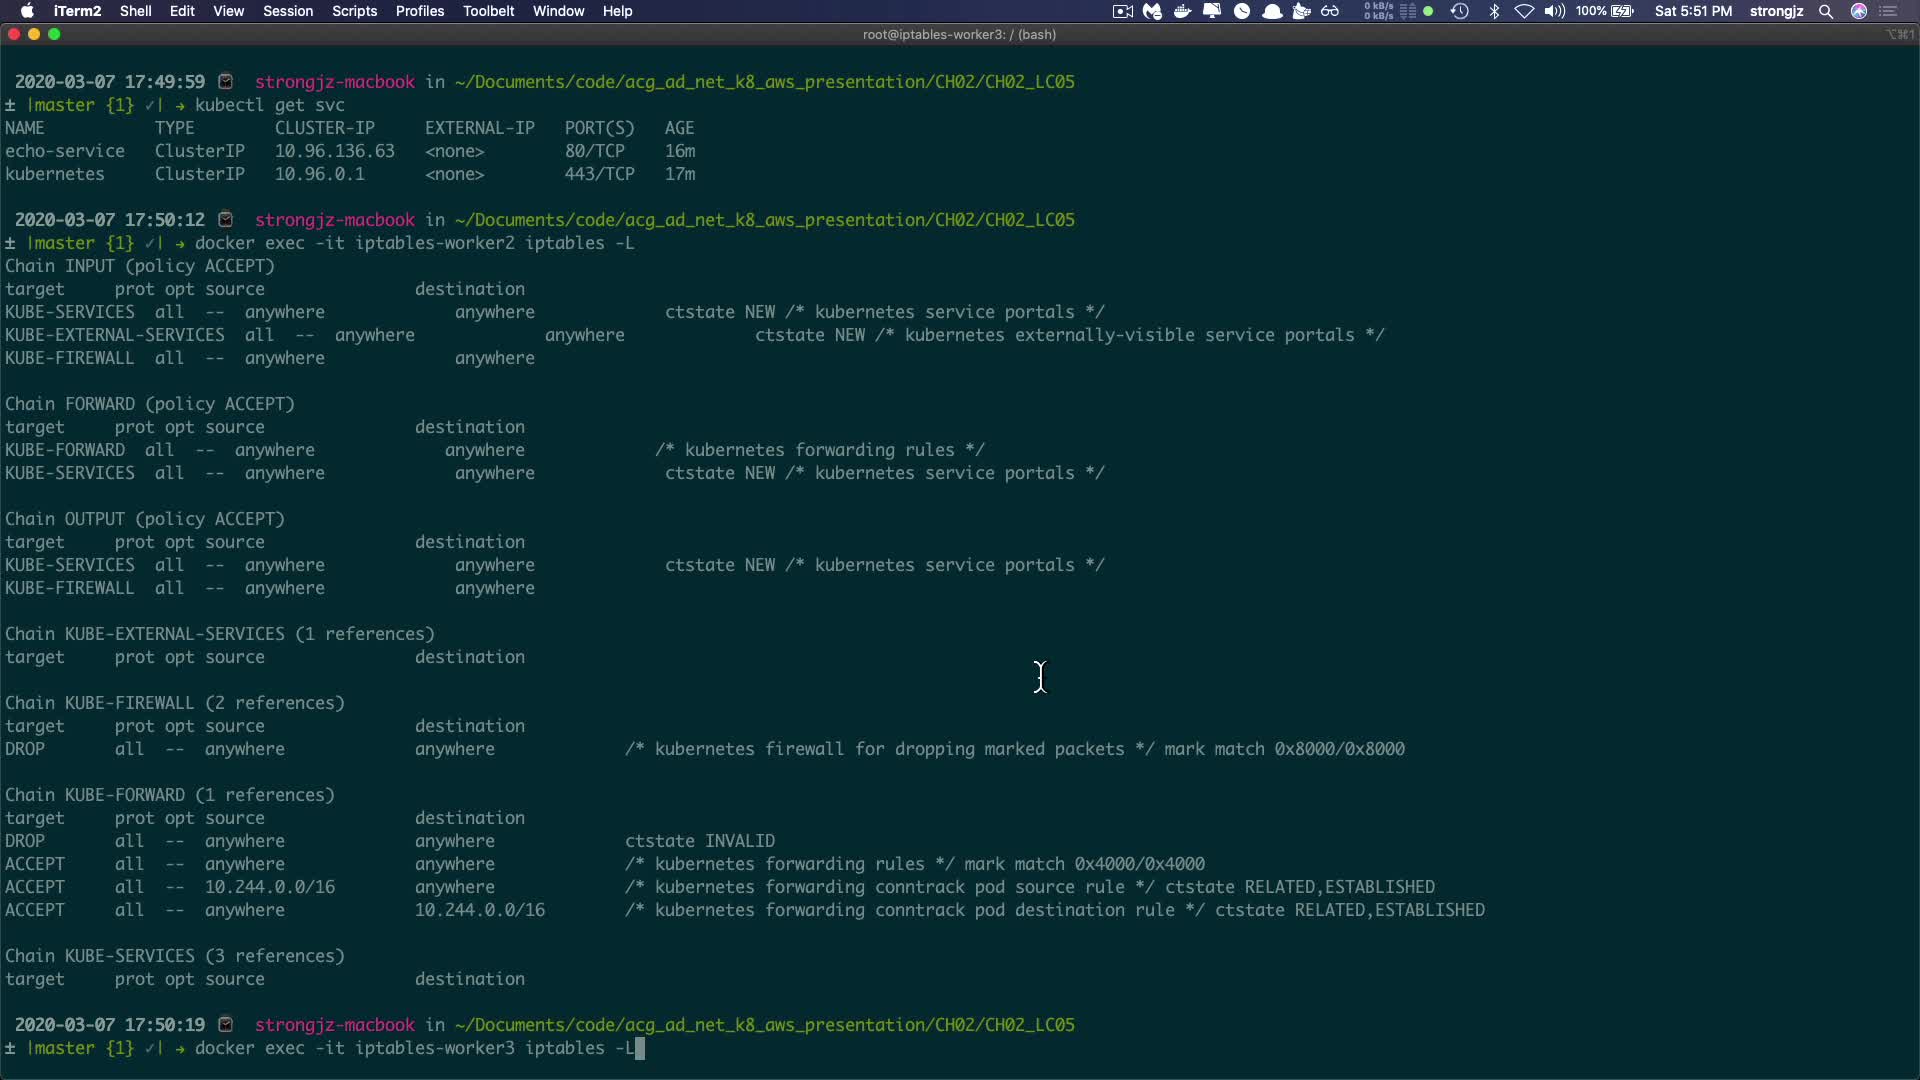 iTerm2 Shell Edit View Session Scripts Profiles Toolbelt Window Help 0 kB/s 0 kB/s 100% Sat 5:51 PM strongjz
root@iptables-worker3: / (bash) ⌥⌘1
2020-03-07 17:49:59 strongjz-macbook in ~/Documents/code/acg_ad_net_k8_aws_presentation/CH02/CH02_LC05
± |master {1} ✓| → kubectl get svc
NAME TYPE CLUSTER-IP EXTERNAL-IP PORT(S) AGE
echo-service ClusterIP 10.96.136.63 <none> 80/TCP 16m
kubernetes ClusterIP 10.96.0.1 <none> 443/TCP 17m
2020-03-07 17:50:12 strongjz-macbook in ~/Documents/code/acg_ad_net_k8_aws_presentation/CH02/CH02_LC05
± |master {1} ✓| → docker exec -it iptables-worker2 iptables -L
Chain INPUT (policy ACCEPT)
target prot opt source destination
KUBE-SERVICES all -- anywhere anywhere ctstate NEW /* kubernetes service portals */
KUBE-EXTERNAL-SERVICES all -- anywhere anywhere ctstate NEW /* kubernetes externally-visible service portals */
KUBE-FIREWALL all -- anywhere anywhere
Chain FORWARD (policy ACCEPT)
target prot opt source destination
KUBE-FORWARD all -- anywhere anywhere /* kubernetes forwarding rules */
KUBE-SERVICES all -- anywhere anywhere ctstate NEW /* kubernetes service portals */
Chain OUTPUT (policy ACCEPT)
target prot opt source destination
KUBE-SERVICES all -- anywhere anywhere ctstate NEW /* kubernetes service portals */
KUBE-FIREWALL all -- anywhere anywhere
Chain KUBE-EXTERNAL-SERVICES (1 references)
target prot opt source destination
Chain KUBE-FIREWALL (2 references)
target prot opt source destination
DROP all -- anywhere anywhere /* kubernetes firewall for dropping marked packets */ mark match 0x8000/0x8000
Chain KUBE-FORWARD (1 references)
target prot opt source destination
DROP all -- anywhere anywhere ctstate INVALID
ACCEPT all -- anywhere anywhere /* kubernetes forwarding rules */ mark match 0x4000/0x4000
ACCEPT all -- 10.244.0.0/16 anywhere /* kubernetes forwarding conntrack pod source rule */ ctstate RELATED,ESTABLISHED
ACCEPT all -- anywhere 10.244.0.0/16 /* kubernetes forwarding conntrack pod destination rule */ ctstate RELATED,ESTABLISHED
Chain KUBE-SERVICES (3 references)
target prot opt source destination
2020-03-07 17:50:19 strongjz-macbook in ~/Documents/code/acg_ad_net_k8_aws_presentation/CH02/CH02_LC05
± |master {1} ✓| → docker exec -it iptables-worker3 iptables -L